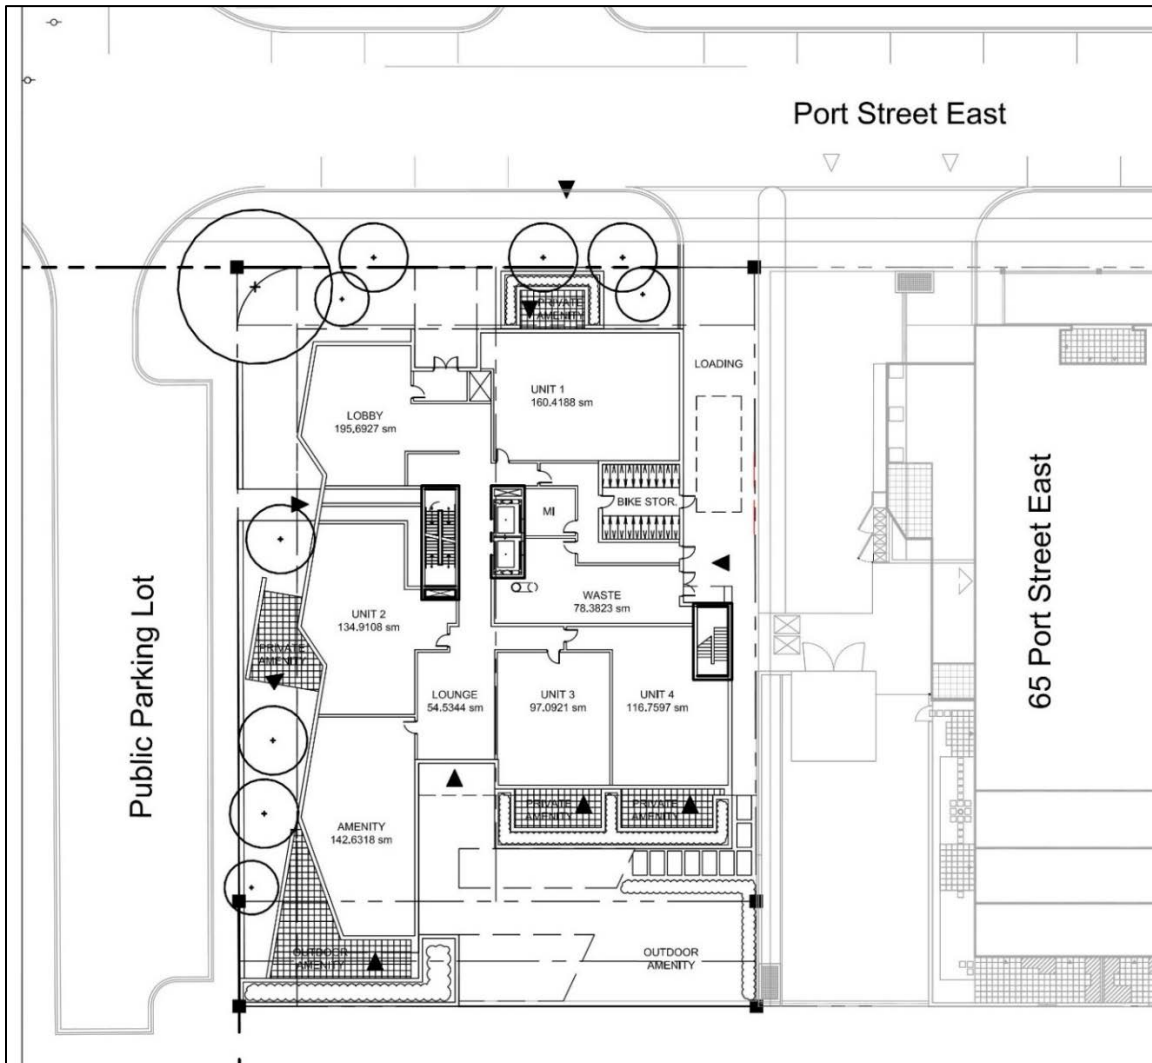 Port Street East
PRIVATE
AMENITY
LOADING
UNIT 1
160.4188 sm
LOBBY
195.6927 sm
BIKE STOR.
MI
65 Port Street East
Public Parking Lot
WASTE
78.3823 sm
UNIT 2
134.9108 sm
PRIVATE
AMENITY
LOUNGE
54.5344 sm
UNIT 3
97.0921 sm
UNIT 4
116.7597 sm
PRIVATE
AMENITY
PRIVATE
AMENITY
AMENITY
142.6318 sm
OUTDOOR
AMENITY
OUTDOOR
AMENITY